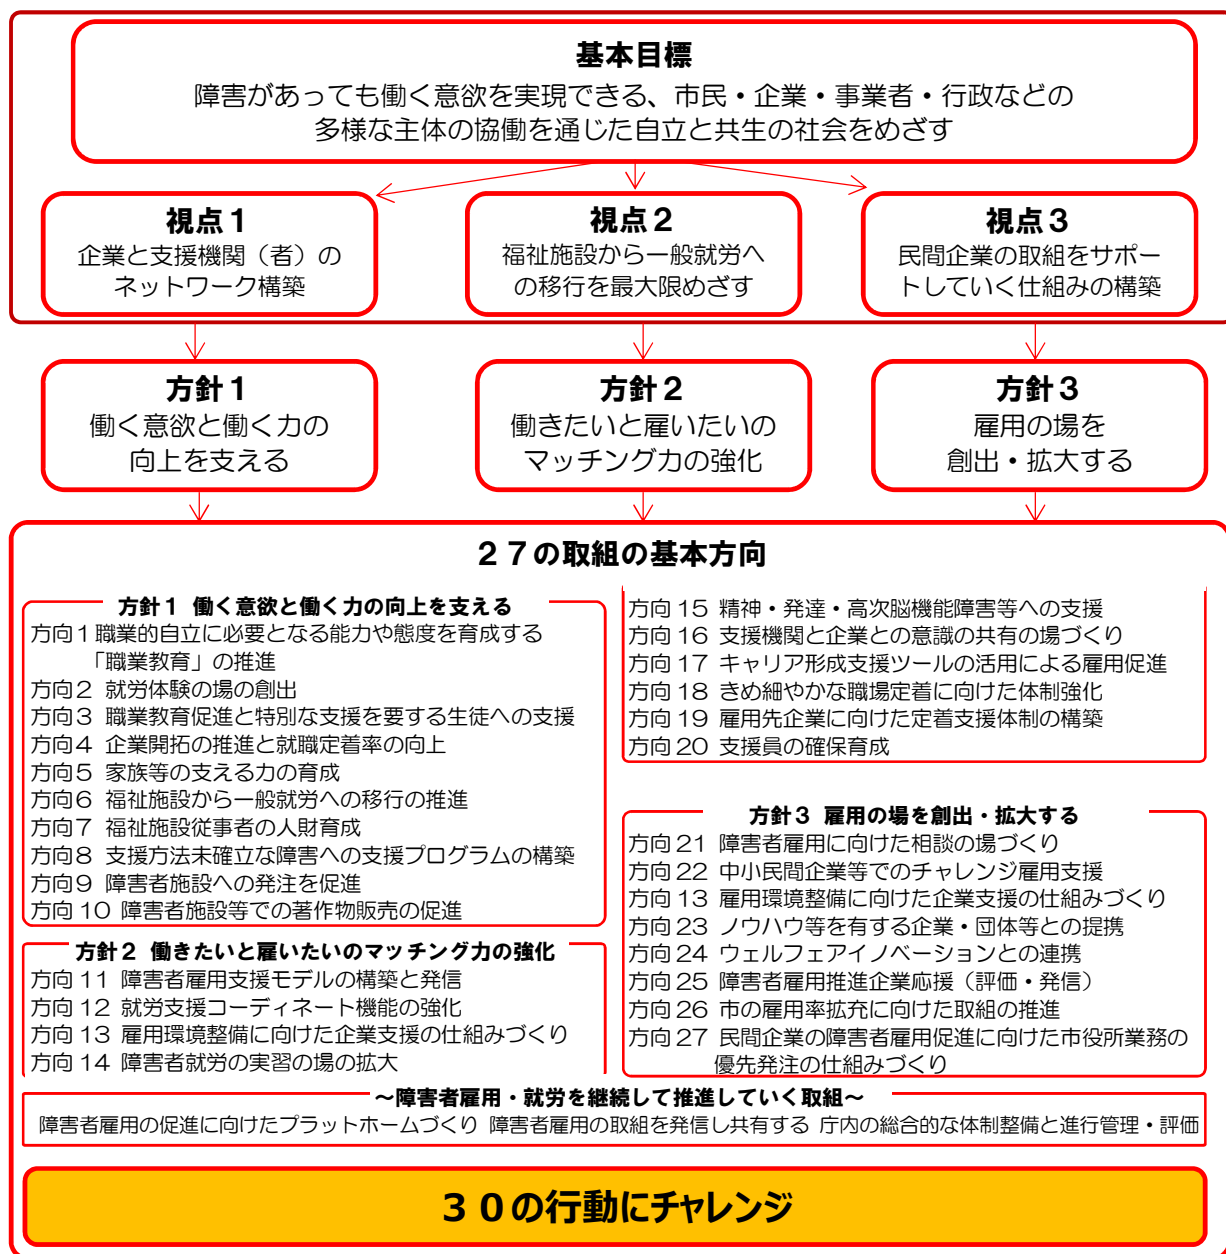 基本目標
障害があっても働く意欲を実現できる、市民・企業・事業者・行政などの
多様な主体の協働を通じた自立と共生の社会をめざす
視点１
企業と支援機関（者）の
ネットワーク構築
視点２
福祉施設から一般就労へ
の移行を最大限めざす
視点３
民間企業の取組をサポー
トしていく仕組みの構築
方針１
働く意欲と働く力の
向上を支える
方針２
働きたいと雇いたいの
マッチング力の強化
方針３
雇用の場を
創出・拡大する
２７の取組の基本方向
方針１ 働く意欲と働く力の向上を支える
方向１職業的自立に必要となる能力や態度を育成する
「職業教育」の推進
方向２ 就労体験の場の創出
方向３ 職業教育促進と特別な支援を要する生徒への支援
方向４ 企業開拓の推進と就職定着率の向上
方向５ 家族等の支える力の育成
方向６ 福祉施設から一般就労への移行の推進
方向７ 福祉施設従事者の人財育成
方向８ 支援方法未確立な障害への支援プログラムの構築
方向９ 障害者施設への発注を促進
方向 10 障害者施設等での著作物販売の促進
方針２ 働きたいと雇いたいのマッチング力の強化
方向 11 障害者雇用支援モデルの構築と発信
方向 12 就労支援コーディネート機能の強化
方向 13 雇用環境整備に向けた企業支援の仕組みづくり
方向 14 障害者就労の実習の場の拡大
方向 15 精神・発達・高次脳機能障害等への支援
方向 16 支援機関と企業との意識の共有の場づくり
方向 17 キャリア形成支援ツールの活用による雇用促進
方向 18 きめ細やかな職場定着に向けた体制強化
方向 19 雇用先企業に向けた定着支援体制の構築
方向 20 支援員の確保育成
方針３ 雇用の場を創出・拡大する
方向 21 障害者雇用に向けた相談の場づくり
方向 22 中小民間企業等でのチャレンジ雇用支援
方向 13 雇用環境整備に向けた企業支援の仕組みづくり
方向 23 ノウハウ等を有する企業・団体等との提携
方向 24 ウェルフェアイノベーションとの連携
方向 25 障害者雇用推進企業応援（評価・発信）
方向 26 市の雇用率拡充に向けた取組の推進
方向 27 民間企業の障害者雇用促進に向けた市役所業務の
優先発注の仕組みづくり
～障害者雇用・就労を継続して推進していく取組～
障害者雇用の促進に向けたプラットホームづくり 障害者雇用の取組を発信し共有する 庁内の総合的な体制整備と進行管理・評価
３０の行動にチャレンジ